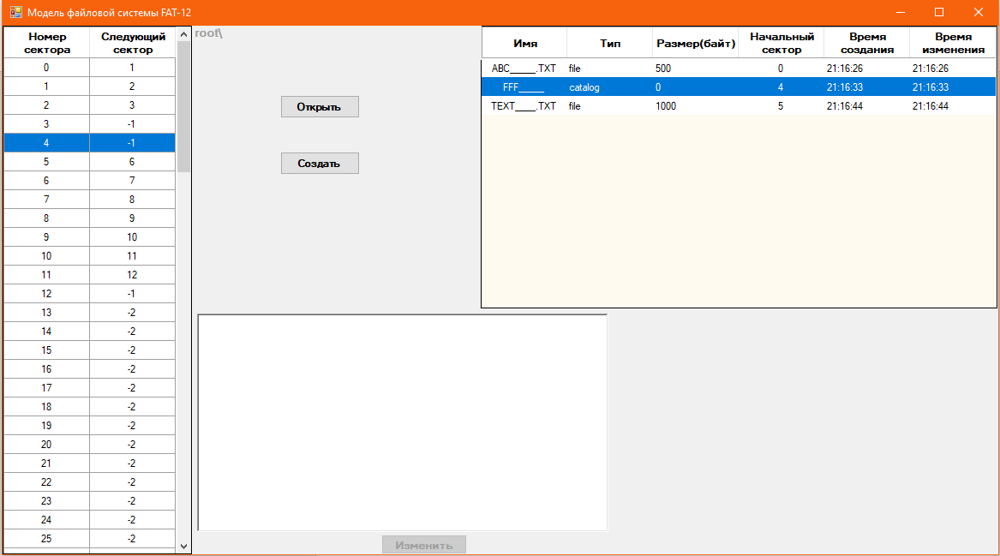 Модель файловой системы FAT-12
Номер сектора Следующий сектор
0 1
1 2
2 3
3 -1
4 -1
5 6
6 7
7 8
8 9
9 10
10 11
11 12
12 -1
13 -2
14 -2
15 -2
16 -2
17 -2
18 -2
19 -2
20 -2
21 -2
22 -2
23 -2
24 -2
25 -2
root\
Открыть
Создать
Имя Тип Размер(байт) Начальный сектор Время создания Время изменения
ABC_____.TXT file 500 0 21:16:26 21:16:26
FFF_____ catalog 0 4 21:16:33 21:16:33
TEXT____.TXT file 1000 5 21:16:44 21:16:44
Изменить